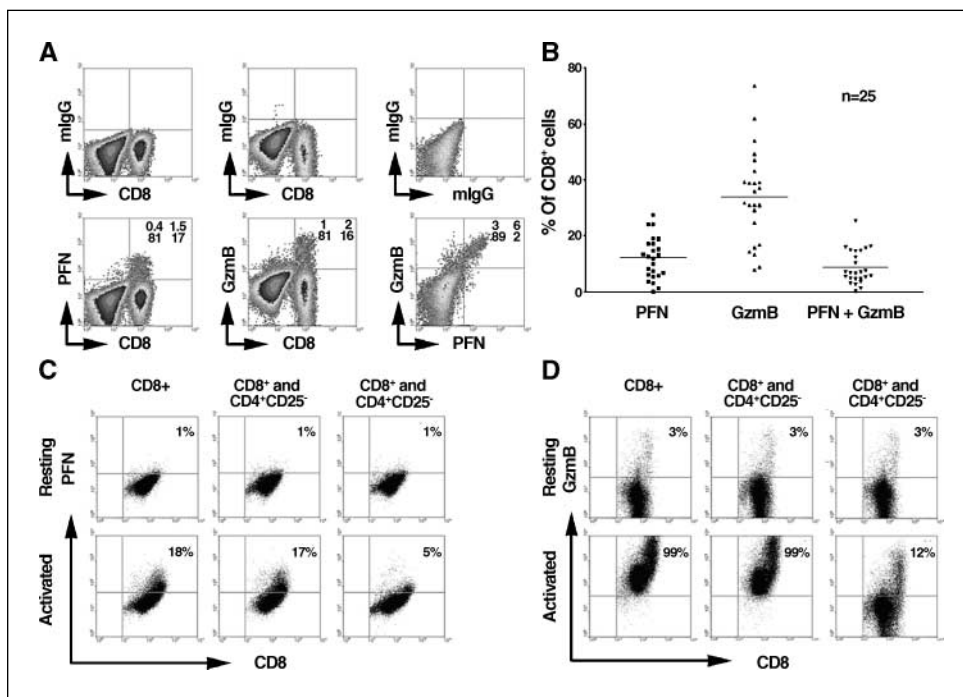 A
mIgG
CD8
mIgG
CD8
mIgG
mIgG
PFN
0.4 1.5
81 17
CD8
GzmB
1 2
81 16
CD8
GzmB
3 6
89 2
PFN
B
% Of CD8⁺ cells
80
60
40
20
0
n=25
PFN
GzmB
PFN + GzmB
C
CD8+
CD8⁺ and
CD4⁺CD25⁻
CD8⁺ and
CD4⁺CD25⁻
Resting
PFN
1%
1%
1%
Activated
18%
17%
5%
CD8
D
CD8+
CD8⁺ and
CD4⁺CD25⁻
CD8⁺ and
CD4⁺CD25⁻
Resting
GzmB
3%
3%
3%
Activated
99%
99%
12%
CD8